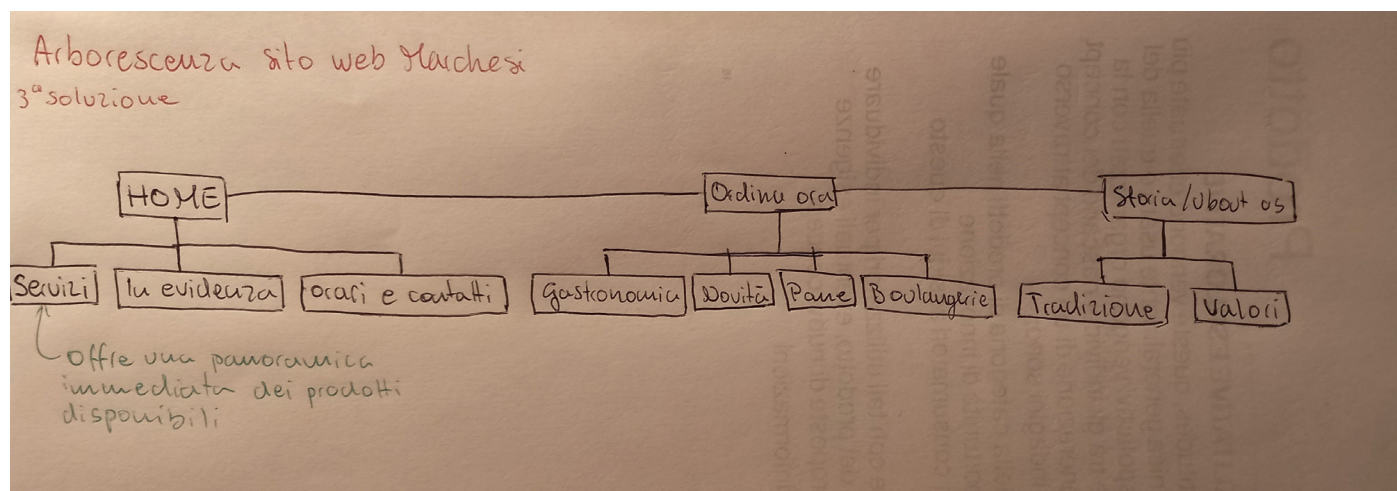 Arborescenza sito web Marchesi
3ª soluzione
HOME
Ordina ora
Storia/About us
Servizi
In evidenza
orari e contatti
Gastronomia
Novità
Pane
Boulangerie
Tradizione
Valori
offre una panoramica
immediata dei prodotti
disponibili